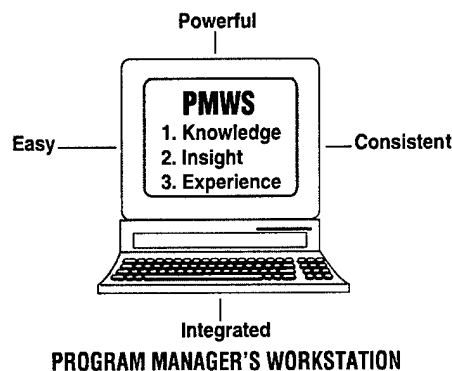 Powerful
PMWS
1. Knowledge
Easy
2. Insight
Consistent
3. Experience
Integrated
PROGRAM MANAGER'S WORKSTATION